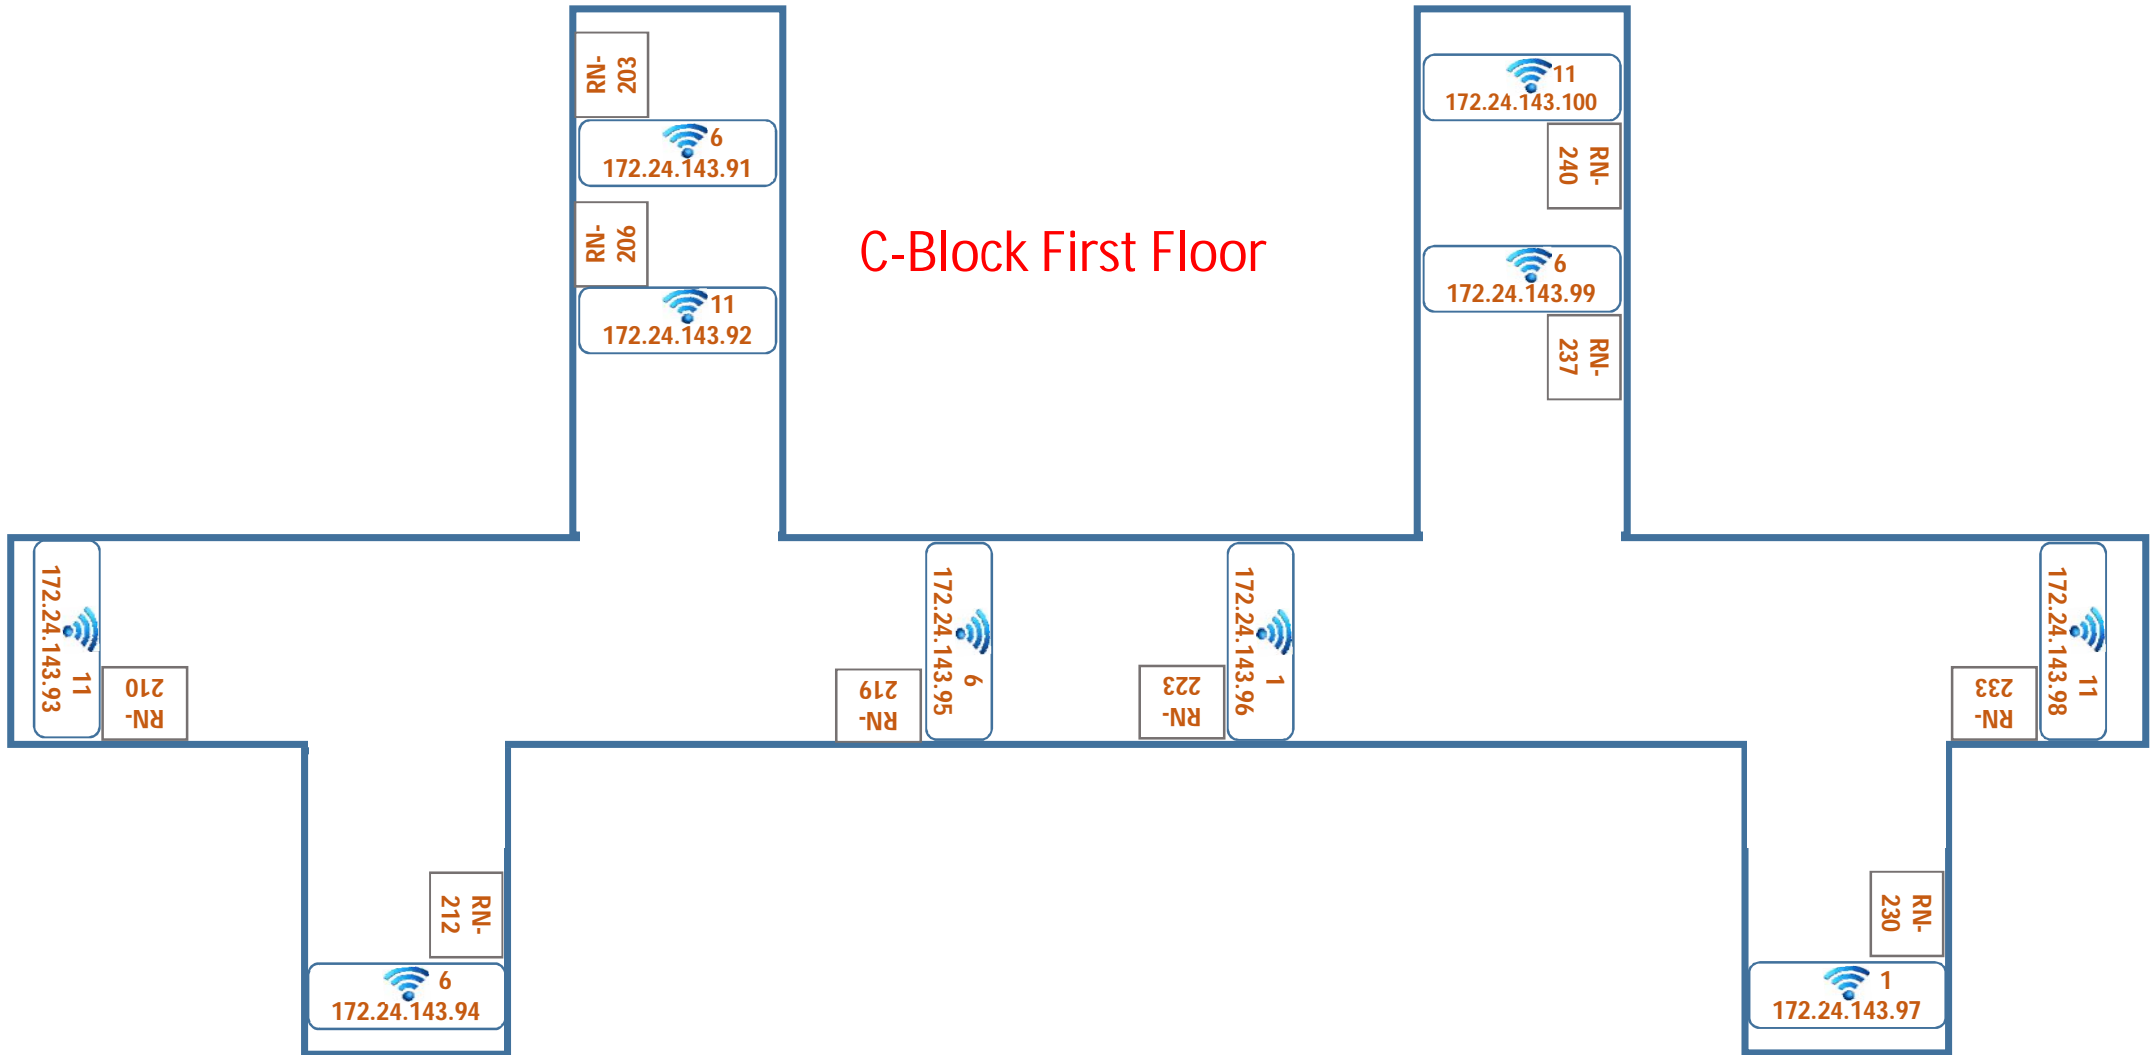 RN-
203
6
172.24.143.91
RN-
206
11
172.24.143.92
C-Block First Floor
11
172.24.143.100
RN-
240
6
172.24.143.99
RN-
237
172.24.143.93
11
RN-
210
RN-
219
172.24.143.95
6
RN-
223
172.24.143.96
1
RN-
233
172.24.143.98
11
RN-
212
6
172.24.143.94
RN-
230
1
172.24.143.97